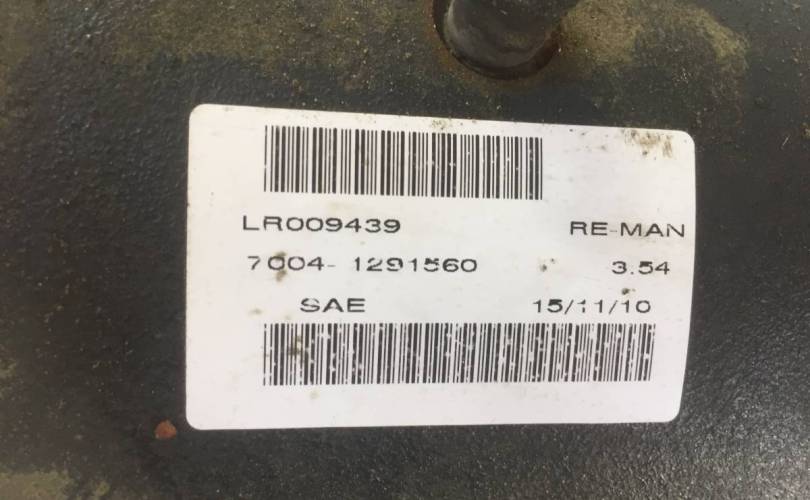 LR009439 RE-MAN
7004- 1291560 3.54
SAE 15/11/10